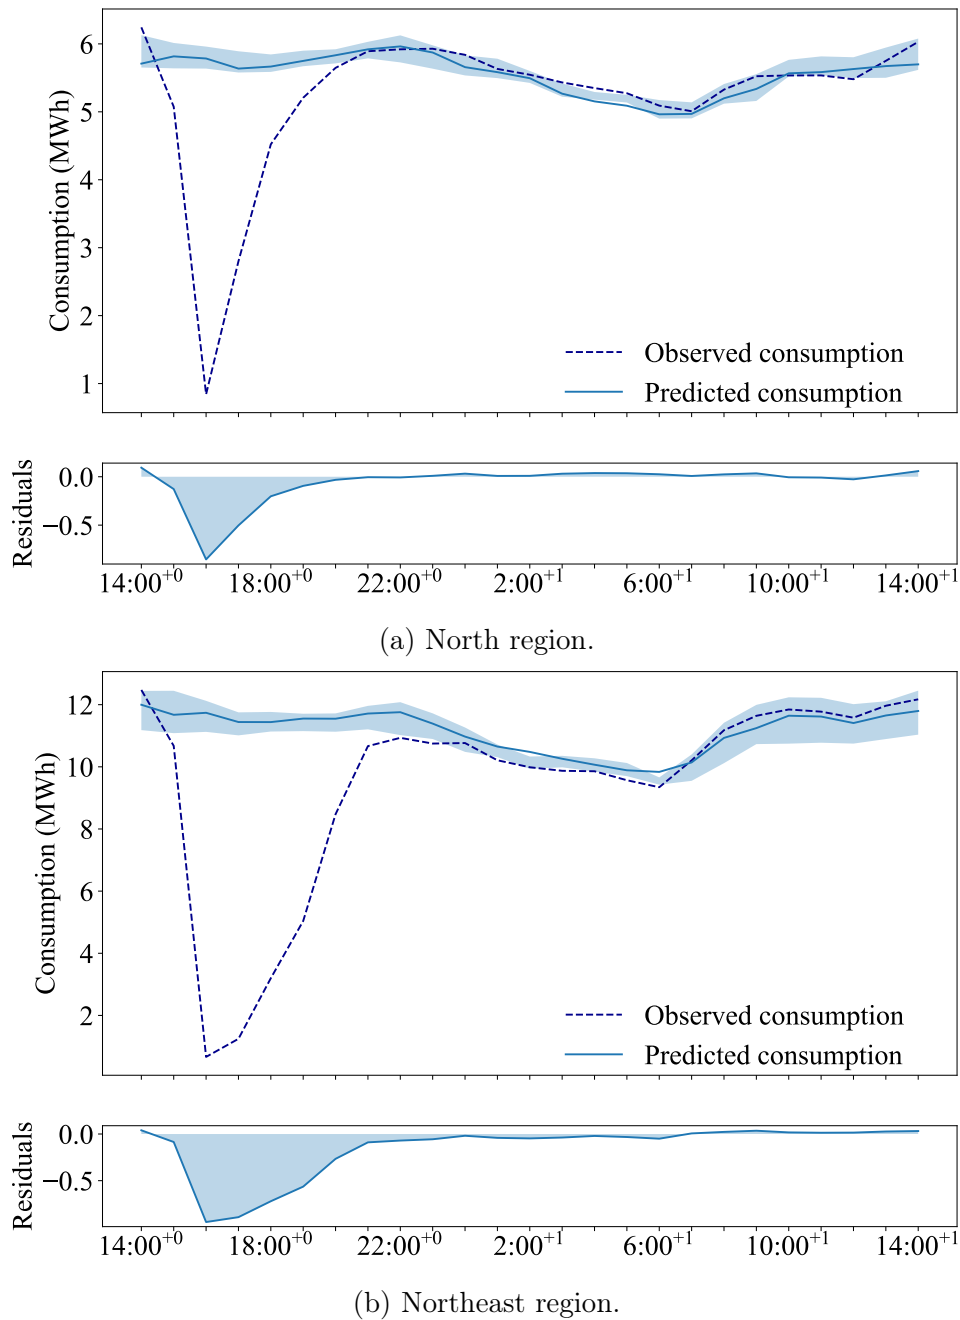 Consumption (MWh)
6
5
4
3
2
1
Observed consumption
Predicted consumption
Residuals
0.0
−0.5
14:00⁺⁰ 18:00⁺⁰ 22:00⁺⁰ 2:00⁺¹ 6:00⁺¹ 10:00⁺¹ 14:00⁺¹
(a) North region.
Consumption (MWh)
12
10
8
6
4
2
Observed consumption
Predicted consumption
Residuals
0.0
−0.5
14:00⁺⁰ 18:00⁺⁰ 22:00⁺⁰ 2:00⁺¹ 6:00⁺¹ 10:00⁺¹ 14:00⁺¹
(b) Northeast region.